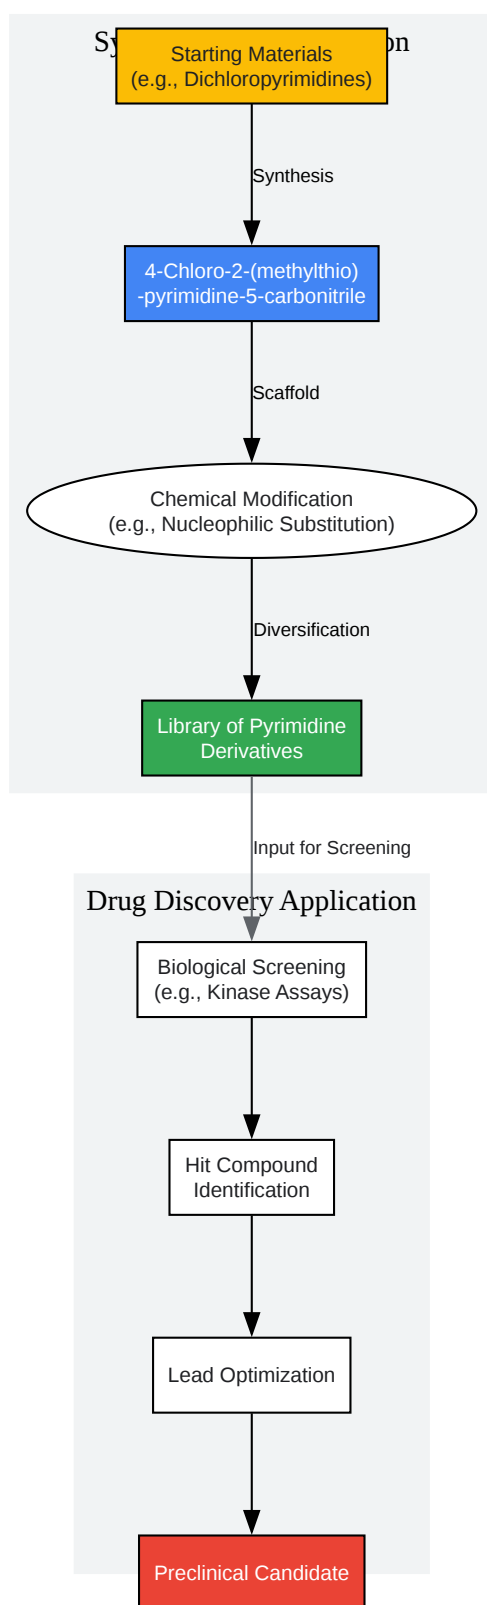 Starting Materials
(e.g., Dichloropyrimidines)
Synthesis
4-Chloro-2-(methylthio)
-pyrimidine-5-carbonitrile
Scaffold
Chemical Modification
(e.g., Nucleophilic Substitution)
Diversification
Library of Pyrimidine
Derivatives
Input for Screening
Drug Discovery Application
Biological Screening
(e.g., Kinase Assays)
Hit Compound
Identification
Lead Optimization
Preclinical Candidate